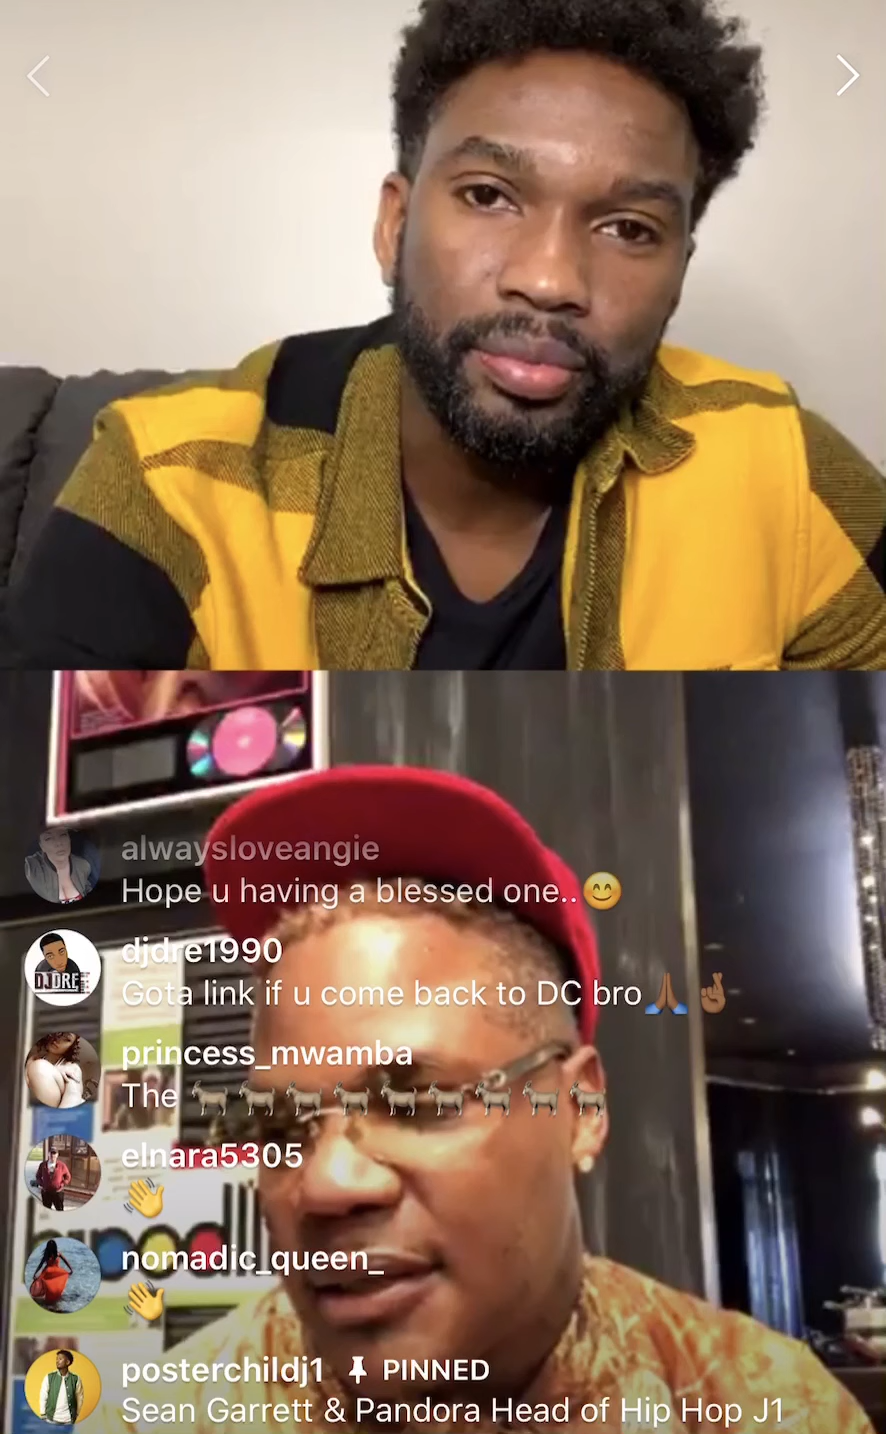 alwaysloveangie
Hope u having a blessed one..😊
djdre1990
DJDRE
Gota link if u come back to DC bro🙏🏾🤞🏾
princess_mwamba
The 🐐🐐🐐🐐🐐🐐🐐🐐🐐
elnara5305
👋
nomadic_queen_
👋
posterchildj1 📌 PINNED
Sean Garrett & Pandora Head of Hip Hop J1